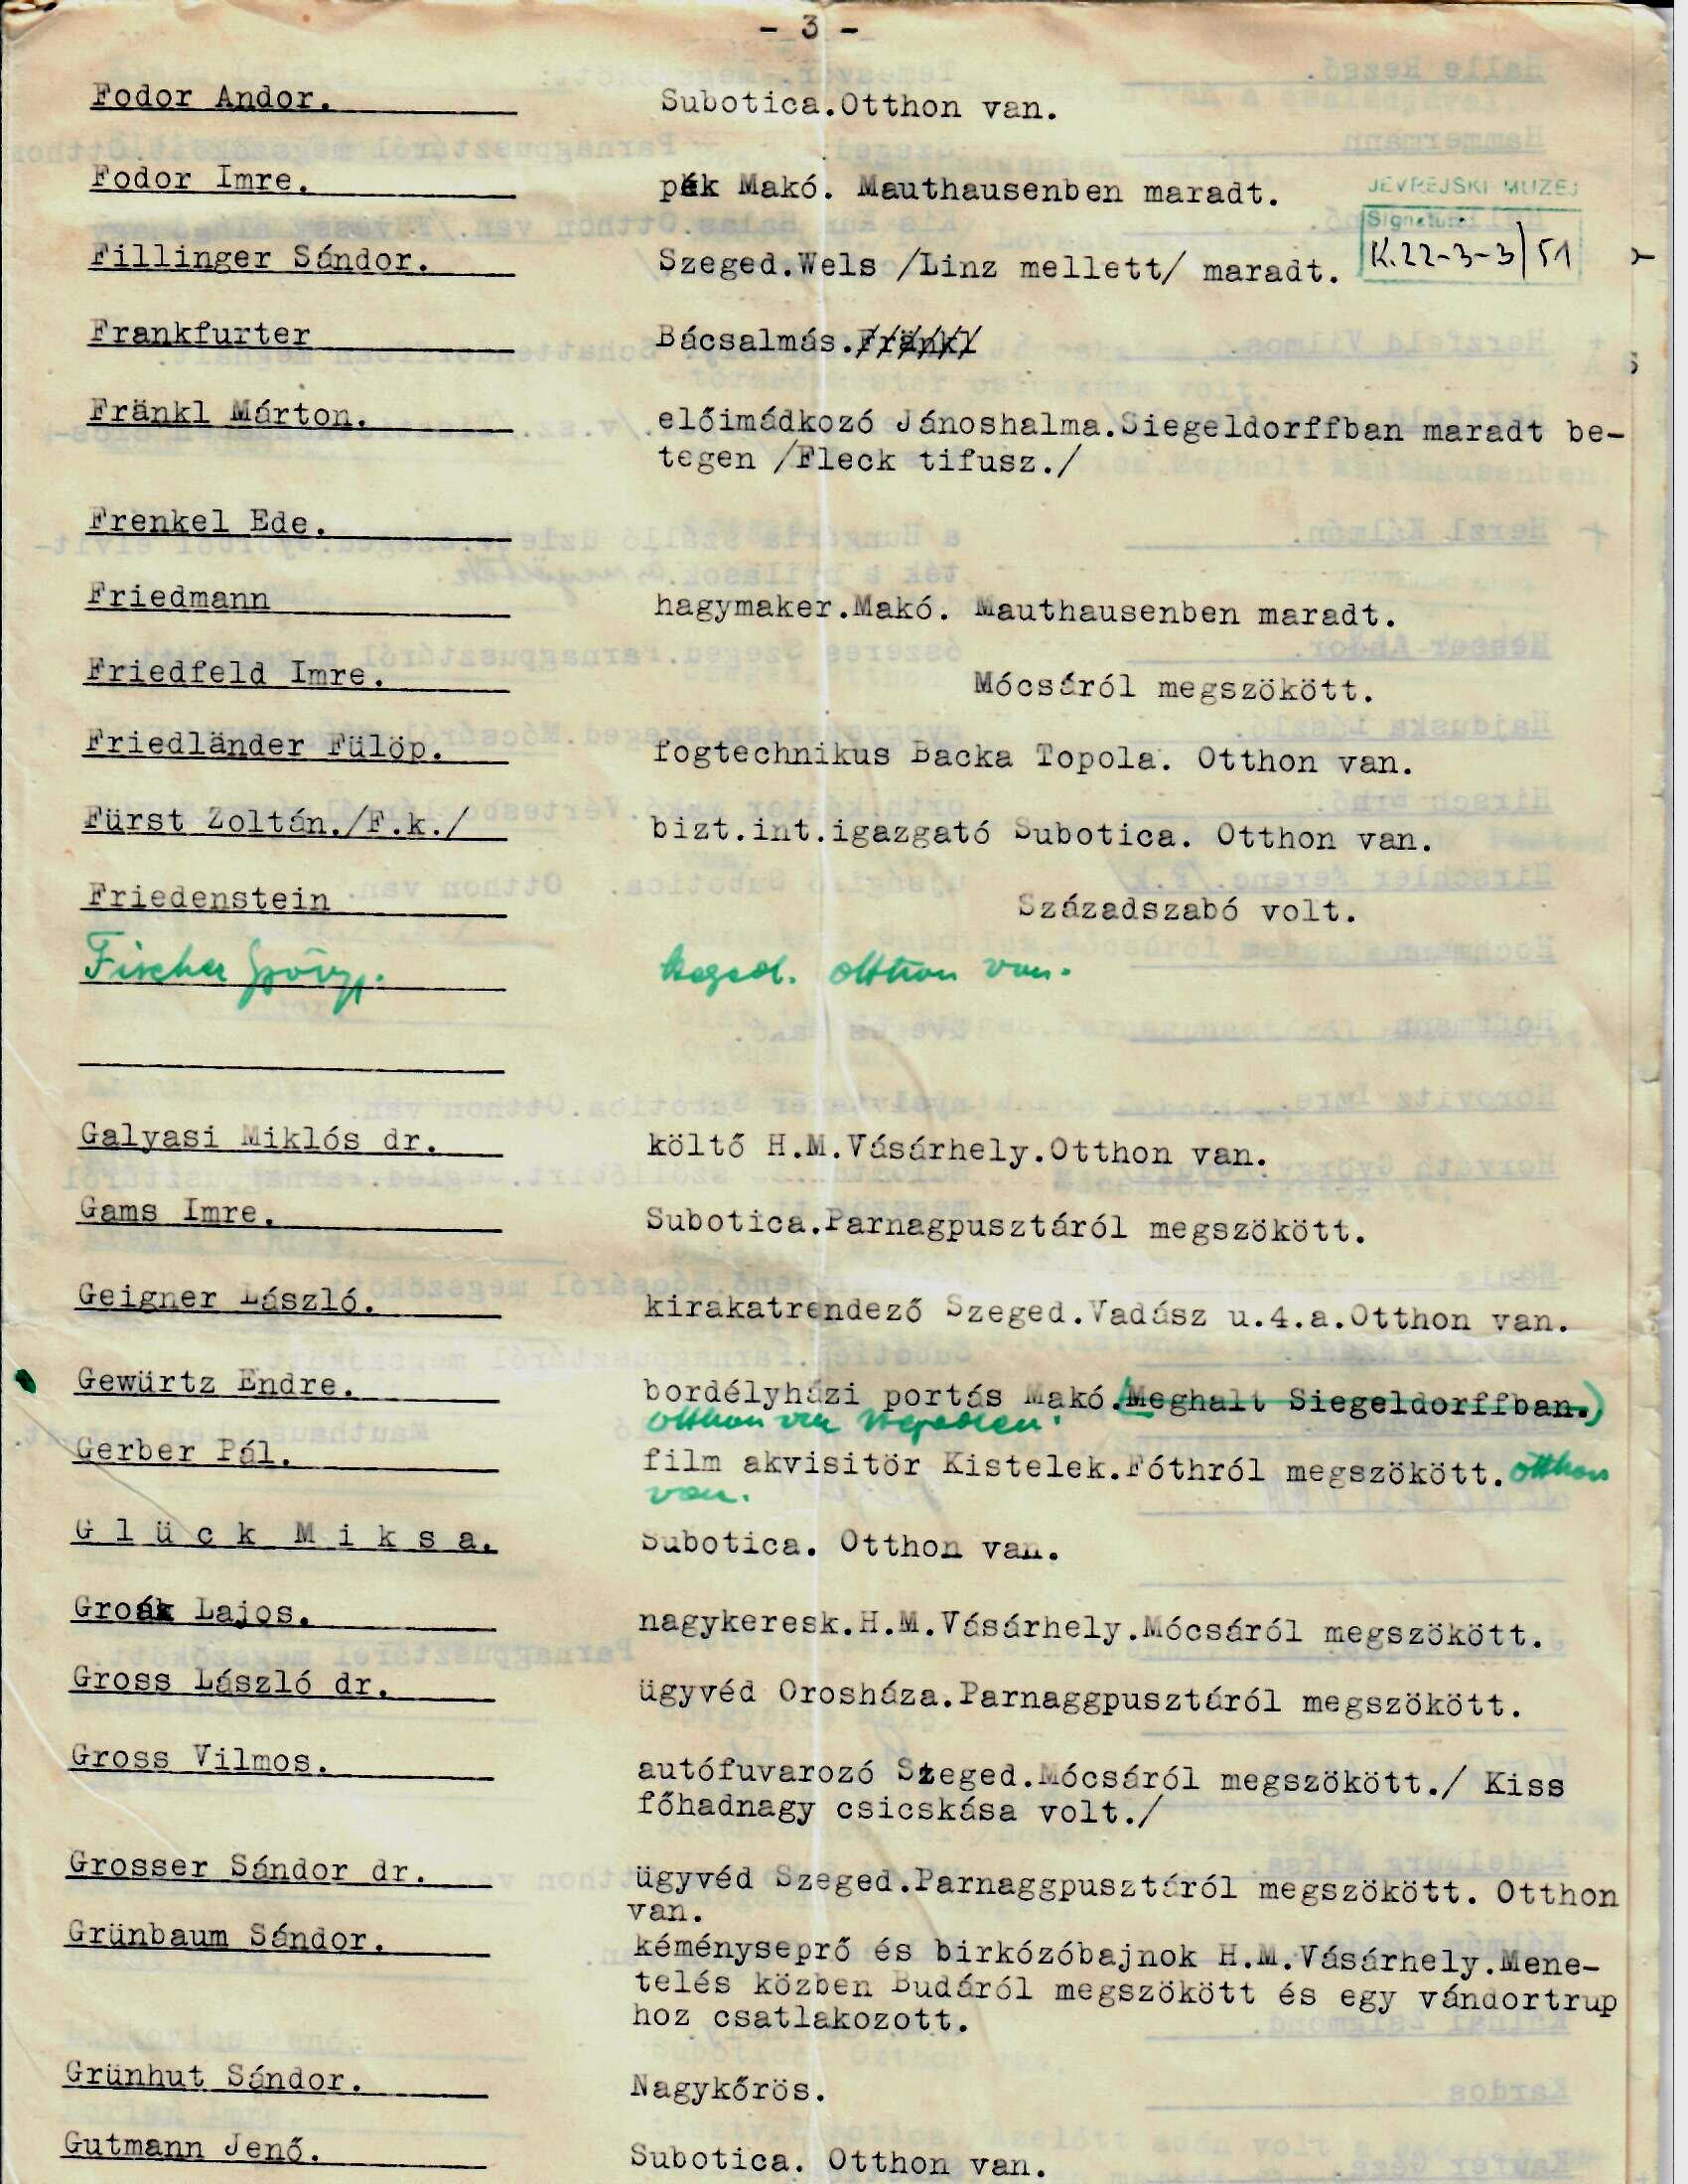 - 3 -
Fodor Andor. Subotica.Otthon van.
Fodor Imre. pék Makó. Mauthausenben maradt.
JEVREJSKI MUZEJ
Signatura:
K.22-3-3/51
Fillinger Sándor. Szeged.Wels /Linz mellett/ maradt.
Frankfurter Bácsalmás.Fränkl
Fränkl Márton. előimádkozó Jánoshalma.Siegeldorffban maradt be-
tegen /Fleck tifusz./
Frenkel Ede.
Friedmann hagymaker.Makó. Mauthausenben maradt.
Friedfeld Imre. Mócsáról megszökött.
Friedländer Fülöp. fogtechnikus Backa Topola. Otthon van.
Fürst Zoltán./F.k./ bizt.int.igazgató Subotica. Otthon van.
Friedenstein Századszabó volt.
Fischer György. otthon van.
Galyasi Miklós dr. költő H.M.Vásárhely.Otthon van.
Gams Imre. Subotica.Parnagpusztáról megszökött.
Geigner László. kirakatrendező Szeged.Vadász u.4.a.Otthon van.
Gewürtz Endre. bordélyházi portás Makó.(Meghalt Siegeldorffban.)
otthon van Szegeden.
Gerber Pál. film akvisitör Kistelek.Fóthról megszökött. otthon
van.
G l ü c k M i k s a. Subotica. Otthon van.
Groák Lajos. nagykeresk.H.M.Vásárhely.Mócsáról megszökött.
Gross László dr. ügyvéd Orosháza.Parnaggpusztáról megszökött.
Gross Vilmos. autófuvarozó Szeged.Mócsáról megszökött./ Kiss
főhadnagy csicskása volt./
Grosser Sándor dr. ügyvéd Szeged.Parnaggpusztáról megszökött. Otthon
van.
Grünbaum Sándor. kéményseprő és birkózóbajnok H.M.Vásárhely.Mene-
telés közben Budáról megszökött és egy vándortrup
hoz csatlakozott.
Grünhut Sándor. Nagykőrös.
Gutmann Jenő. Subotica. Otthon van.